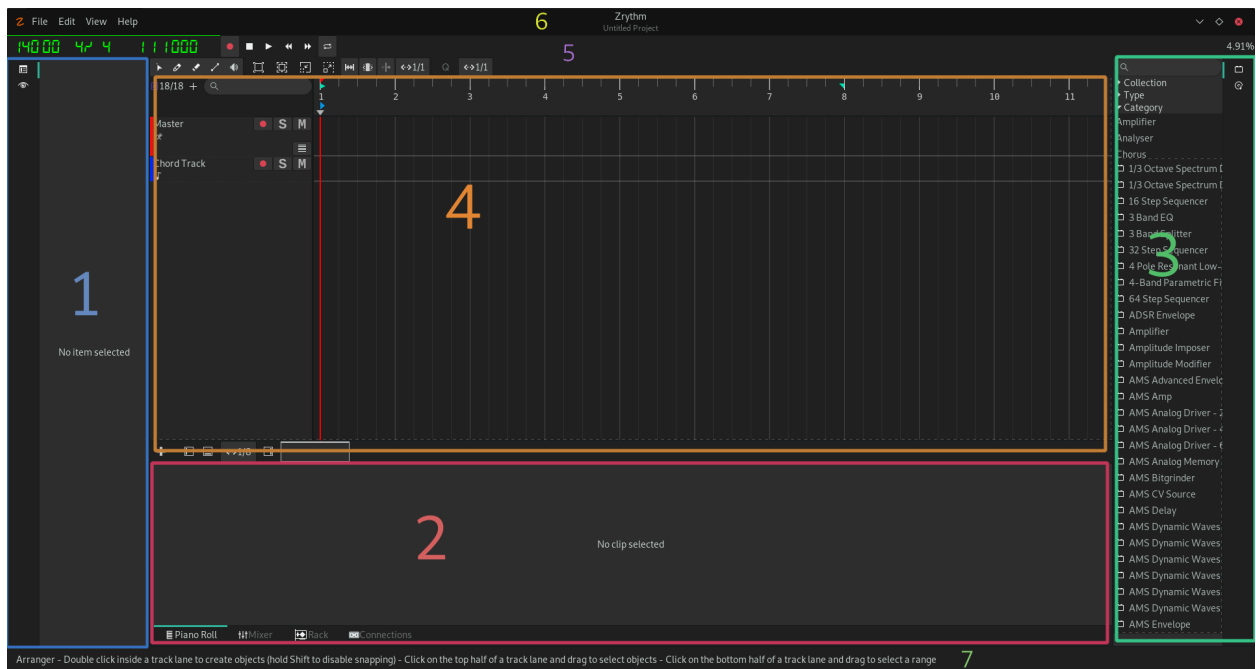 File Edit View Help
6
Zrythm
Untitled Project
14000 4/ 4 1 1 1000
5
4.91%
↔1/1 Q ↔1/1
18/18 +
1 2 3 4 5 6 7 8 9 10 11
Master S M
Chord Track S M
4
1
No item selected
↔1/8
2
No clip selected
Piano Roll Mixer Rack Connections
Collection
Type
Category
Amplifier
Analyser
Chorus
1/3 Octave Spectrum
1/3 Octave Spectrum
16 Step Sequencer
3 Band EQ
3 Band Splitter
3
32 Step Sequencer
4 Pole Resonant Low-
4-Band Parametric Fi
64 Step Sequencer
ADSR Envelope
Amplifier
Amplitude Imposer
Amplitude Modifier
AMS Advanced Envelo
AMS Amp
AMS Analog Driver - 2
AMS Analog Driver - 4
AMS Analog Driver - 6
AMS Analog Memory
AMS Bitgrinder
AMS CV Source
AMS Delay
AMS Dynamic Waves
AMS Dynamic Waves
AMS Dynamic Waves
AMS Dynamic Waves
AMS Dynamic Waves
AMS Dynamic Waves
AMS Envelope
Arranger - Double click inside a track lane to create objects (hold Shift to disable snapping) - Click on the top half of a track lane and drag to select objects - Click on the bottom half of a track lane and drag to select a range
7